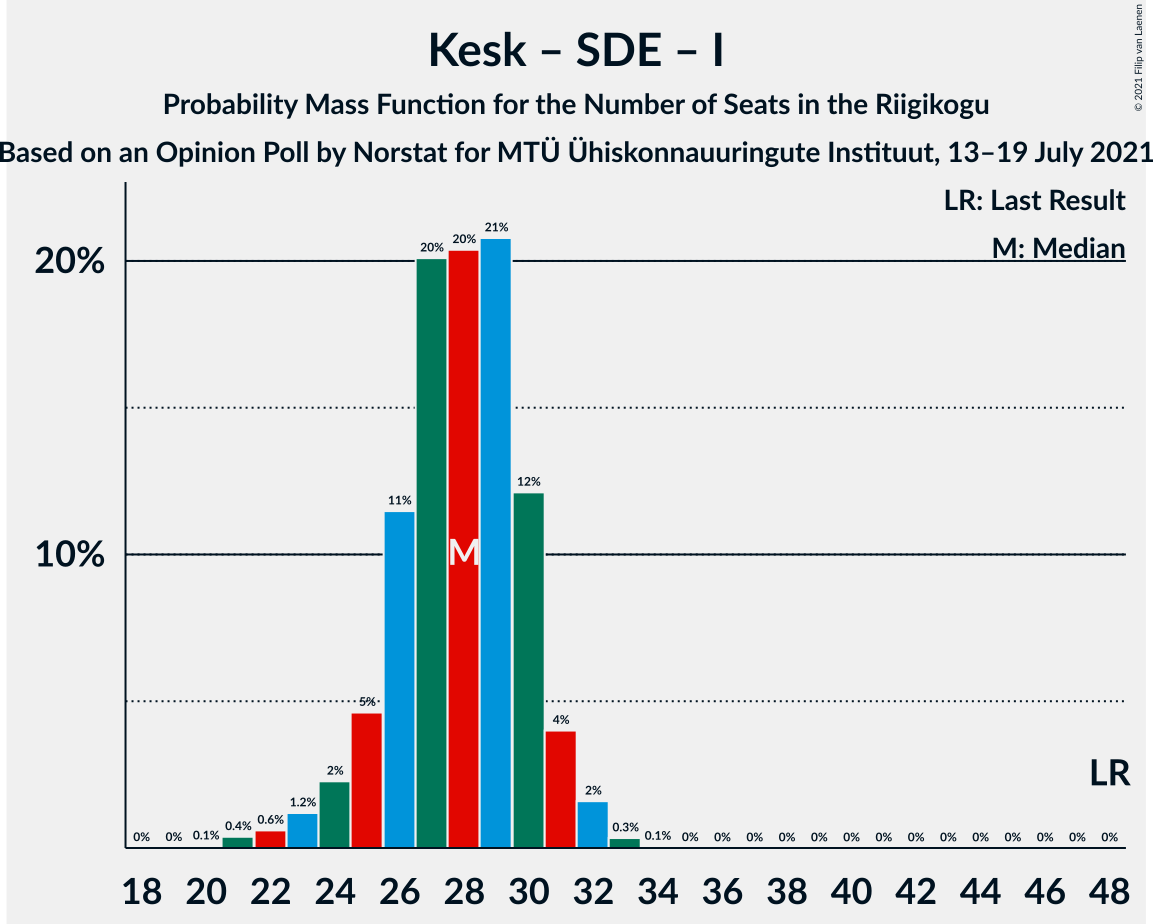 Kesk – SDE – I
Probability Mass Function for the Number of Seats in the Riigikogu
Based on an Opinion Poll by Norstat for MTÜ Ühiskonnauuringute Instituut, 13–19 July 2021
© 2021 Filip van Laenen
LR: Last Result
M: Median
20%
10%
0% 0% 0.1% 0.4% 0.6% 1.2% 2% 5% 11% 20% 20% 21% 12% 4% 2% 0.3% 0.1% 0% 0% 0% 0% 0% 0% 0% 0% 0% 0% 0% 0% 0% 0%
M
LR
18 20 22 24 26 28 30 32 34 36 38 40 42 44 46 48